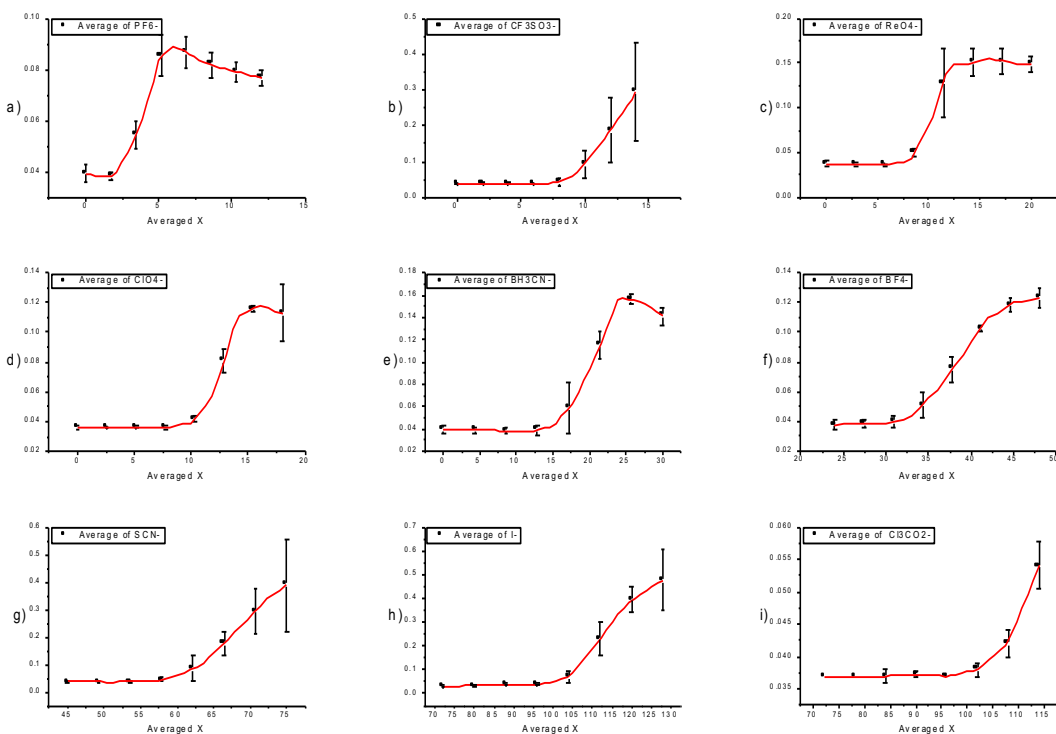 a)
Average of PF6-
0.10
0.08
0.06
0.04
0 5 10 15
Averaged X
b)
Average of CF3SO3-
0.5
0.4
0.3
0.2
0.1
0.0
0 5 10 15
Averaged X
c)
Average of ReO4-
0.20
0.15
0.10
0.05
0.00
0 5 10 15 20
Averaged X
d)
Average of ClO4-
0.14
0.12
0.10
0.08
0.06
0.04
0.02
0 5 10 15 20
Averaged X
e)
Average of BH3CN-
0.18
0.16
0.14
0.12
0.10
0.08
0.06
0.04
0.02
0 5 10 15 20 25 30
Averaged X
f)
Average of BF4-
0.14
0.12
0.10
0.08
0.06
0.04
0.02
20 25 30 35 40 45 50
Averaged X
g)
Average of SCN-
0.6
0.5
0.4
0.3
0.2
0.1
0.0
45 50 55 60 65 70 75
Averaged X
h)
Average of I-
0.7
0.6
0.5
0.4
0.3
0.2
0.1
0.0
70 75 80 85 90 95 100 105 110 115 120 125 130
Averaged X
i)
Average of Cl3CO2-
0.060
0.055
0.050
0.045
0.040
0.035
70 75 80 85 90 95 100 105 110 115
Averaged X